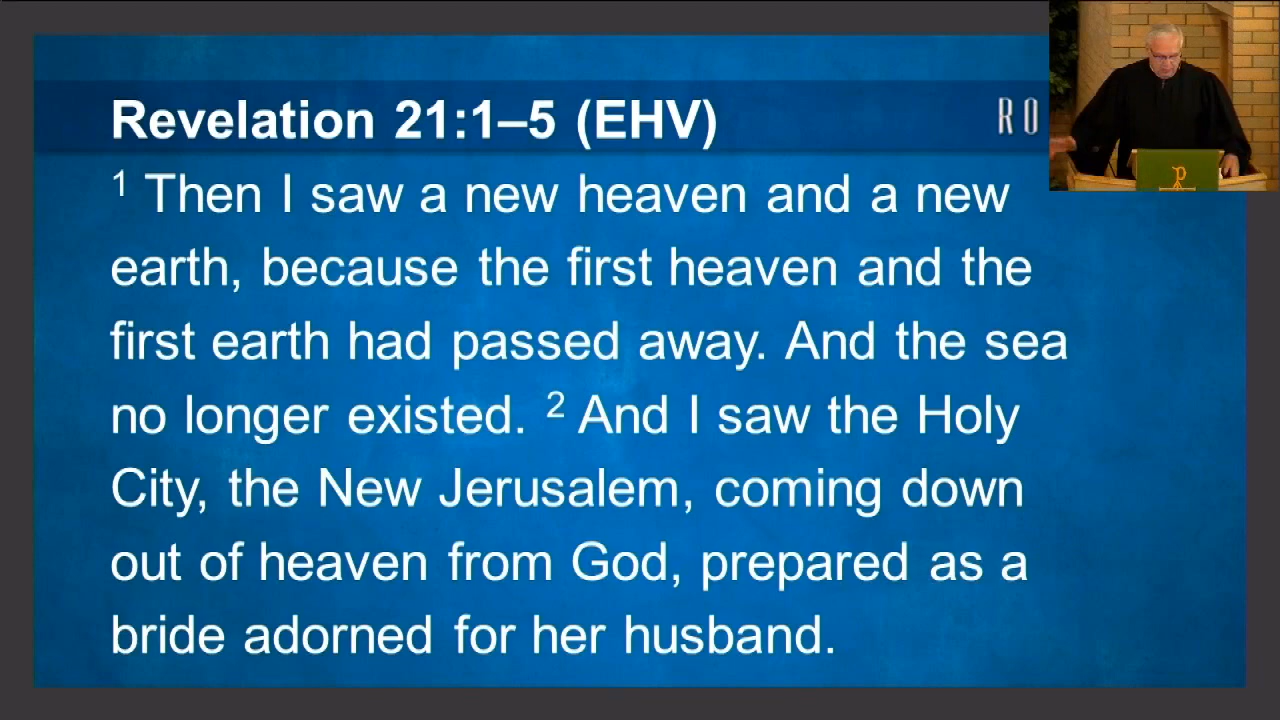 Revelation 21:1–5 (EHV)
RO
¹ Then I saw a new heaven and a new
earth, because the first heaven and the
first earth had passed away. And the sea
no longer existed. ² And I saw the Holy
City, the New Jerusalem, coming down
out of heaven from God, prepared as a
bride adorned for her husband.